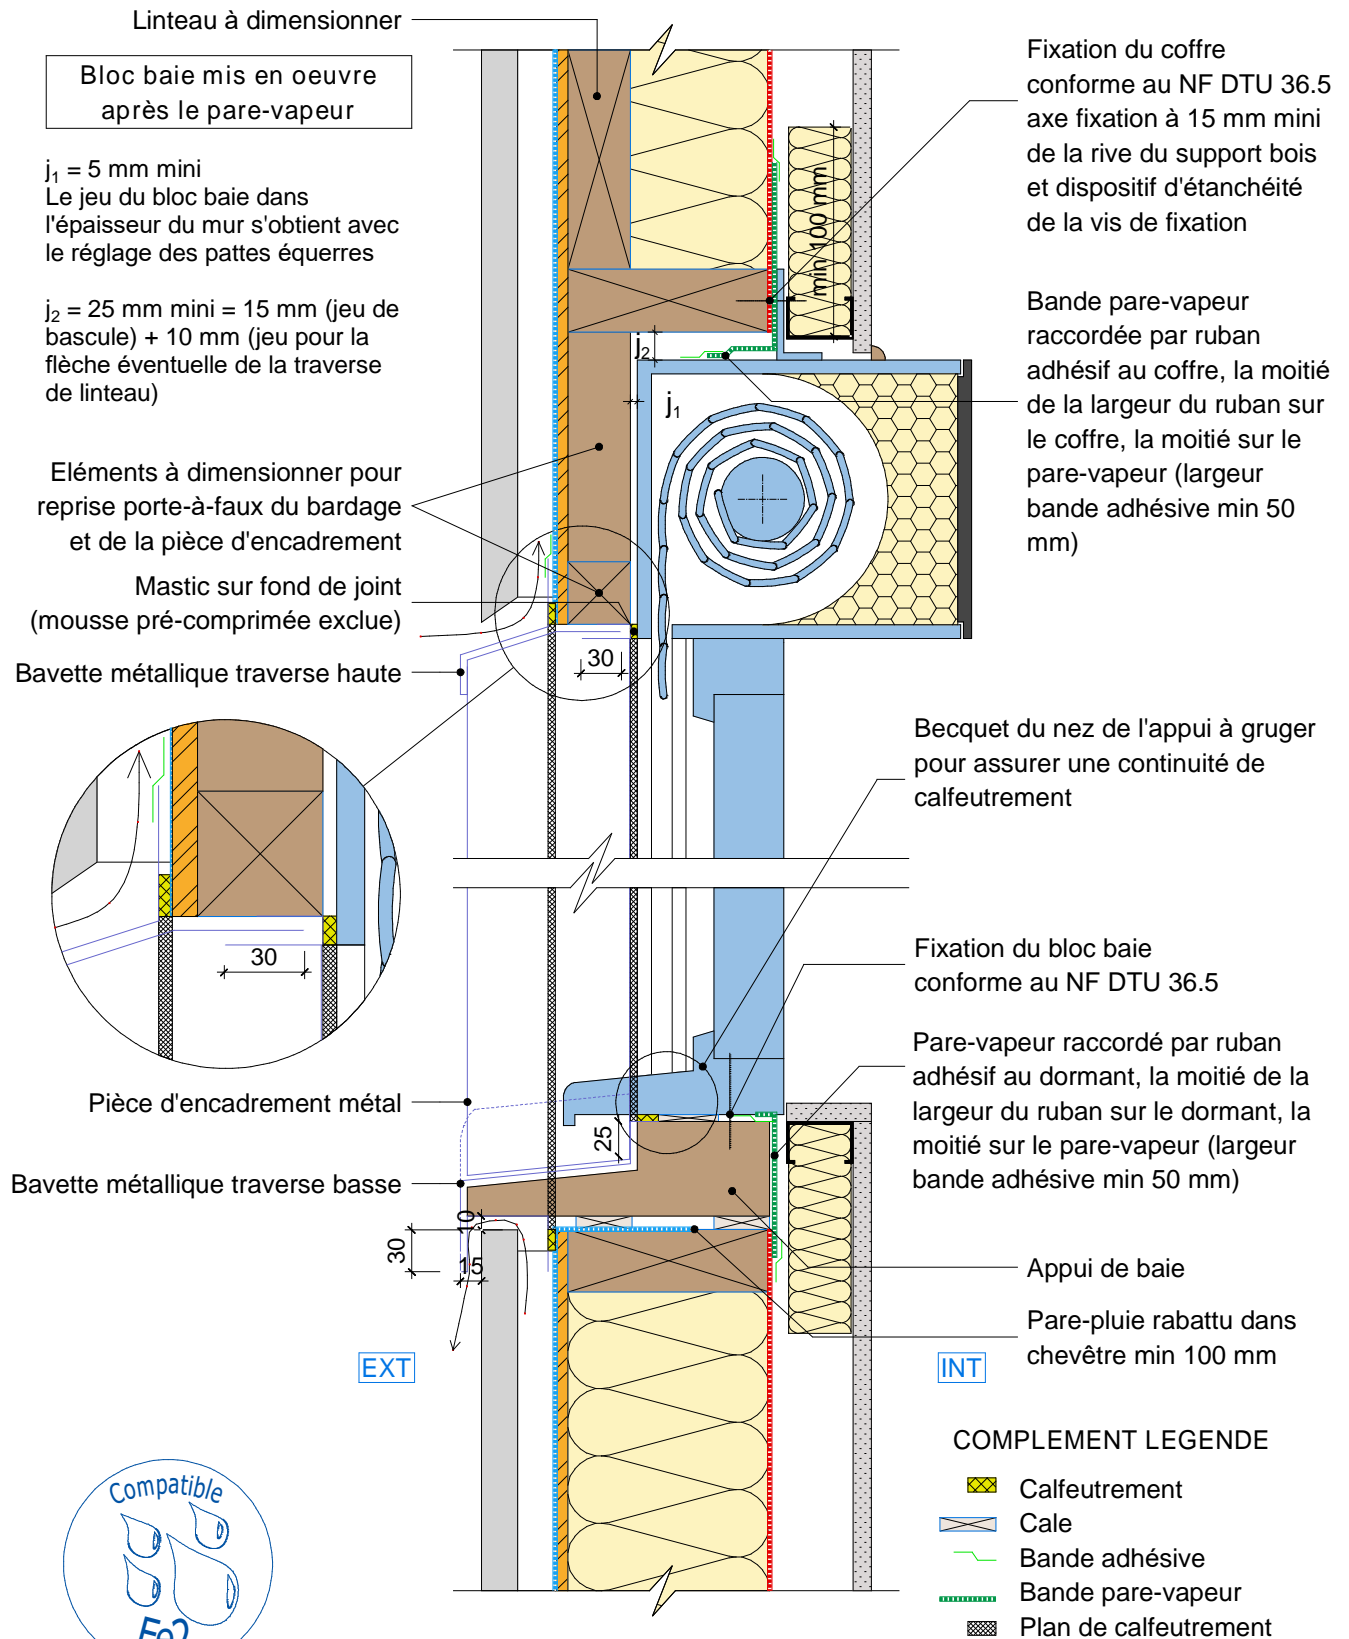 Linteau à dimensionner
Bloc baie mis en oeuvre
après le pare-vapeur
j1 = 5 mm mini
Le jeu du bloc baie dans
l'épaisseur du mur s'obtient avec
le réglage des pattes équerres
j2 = 25 mm mini = 15 mm (jeu de
bascule) + 10 mm (jeu pour la
flèche éventuelle de la traverse
de linteau)
Eléments à dimensionner pour
reprise porte-à-faux du bardage
et de la pièce d'encadrement
Mastic sur fond de joint
(mousse pré-comprimée exclue)
Bavette métallique traverse haute
30
Pièce d'encadrement métal
Bavette métallique traverse basse
30
10
15
EXT
min 100 mm
j2
j1
30
25
Fixation du coffre
conforme au NF DTU 36.5
axe fixation à 15 mm mini
de la rive du support bois
et dispositif d'étanchéité
de la vis de fixation
Bande pare-vapeur
raccordée par ruban
adhésif au coffre, la moitié
de la largeur du ruban sur
le coffre, la moitié sur le
pare-vapeur (largeur
bande adhésive min 50
mm)
Becquet du nez de l'appui à gruger
pour assurer une continuité de
calfeutrement
Fixation du bloc baie
conforme au NF DTU 36.5
Pare-vapeur raccordé par ruban
adhésif au dormant, la moitié de la
largeur du ruban sur le dormant, la
moitié sur le pare-vapeur (largeur
bande adhésive min 50 mm)
Appui de baie
Pare-pluie rabattu dans
chevêtre min 100 mm
INT
COMPLEMENT LEGENDE
Calfeutrement
Cale
Bande adhésive
Bande pare-vapeur
Plan de calfeutrement
Compatible
Ee2